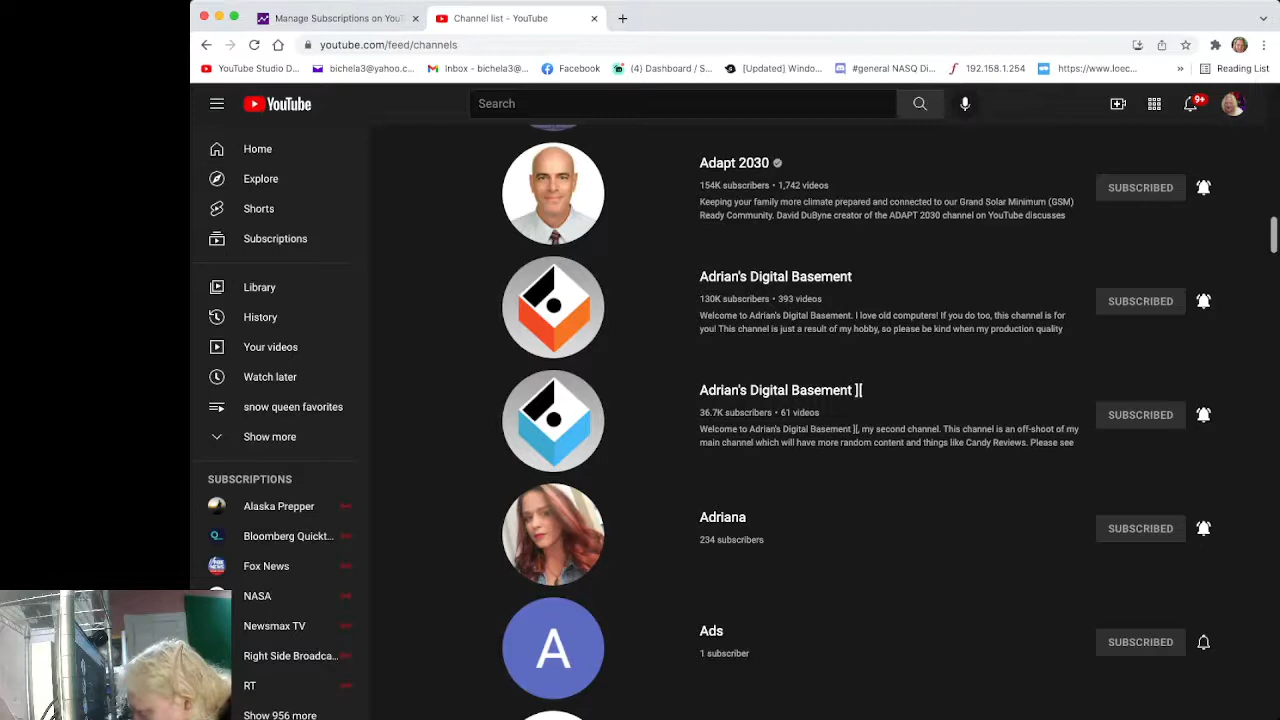 Manage Subscriptions on YouT
Channel list - YouTube
youtube.com/feed/channels
YouTube Studio D...
bichela3@yahoo.c...
Inbox - bichela3@...
Facebook
(4) Dashboard / S...
[Updated] Windo...
#general NASQ Di...
192.158.1.254
https://www.loec...
»
Reading List
YouTube
Search
9+
Home
Explore
Shorts
Subscriptions
Library
History
Your videos
Watch later
snow queen favorites
Show more
SUBSCRIPTIONS
Alaska Prepper
Bloomberg Quickt...
Fox News
NASA
Newsmax TV
Right Side Broadca...
RT
Show 956 more
Adapt 2030
154K subscribers • 1,742 videos
Keeping your family more climate prepared and connected to our Grand Solar Minimum (GSM)
Ready Community. David DuByne creator of the ADAPT 2030 channel on YouTube discusses
SUBSCRIBED
Adrian's Digital Basement
130K subscribers • 393 videos
Welcome to Adrian's Digital Basement. I love old computers! If you do too, this channel is for
you! This channel is just a result of my hobby, so please be kind when my production quality
SUBSCRIBED
Adrian's Digital Basement ][
36.7K subscribers • 61 videos
Welcome to Adrian's Digital Basement ][, my second channel. This channel is an off-shoot of my
main channel which will have more random content and things like Candy Reviews. Please see
SUBSCRIBED
Adriana
234 subscribers
SUBSCRIBED
A
Ads
1 subscriber
SUBSCRIBED